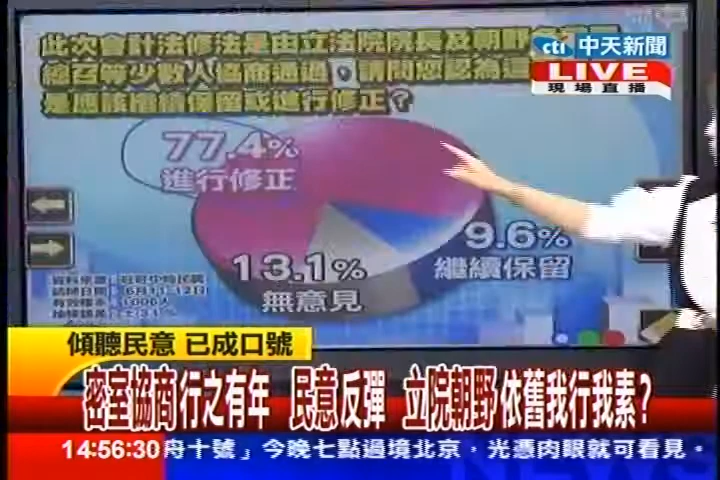 此次會計法修法是由立法院院長及朝野
總召等少數人協商通過，請問您認為這
是應該繼續保留或進行修正？
cti 中天新聞
LIVE
現場直播
77.4%
進行修正
9.6%
繼續保留
13.1%
無意見
傾聽民意 已成口號
密室協商行之有年 民意反彈 立院朝野依舊我行我素？
14:56:30 舟十號」今晚七點過境北京，光憑肉眼就可看見。
NEWS